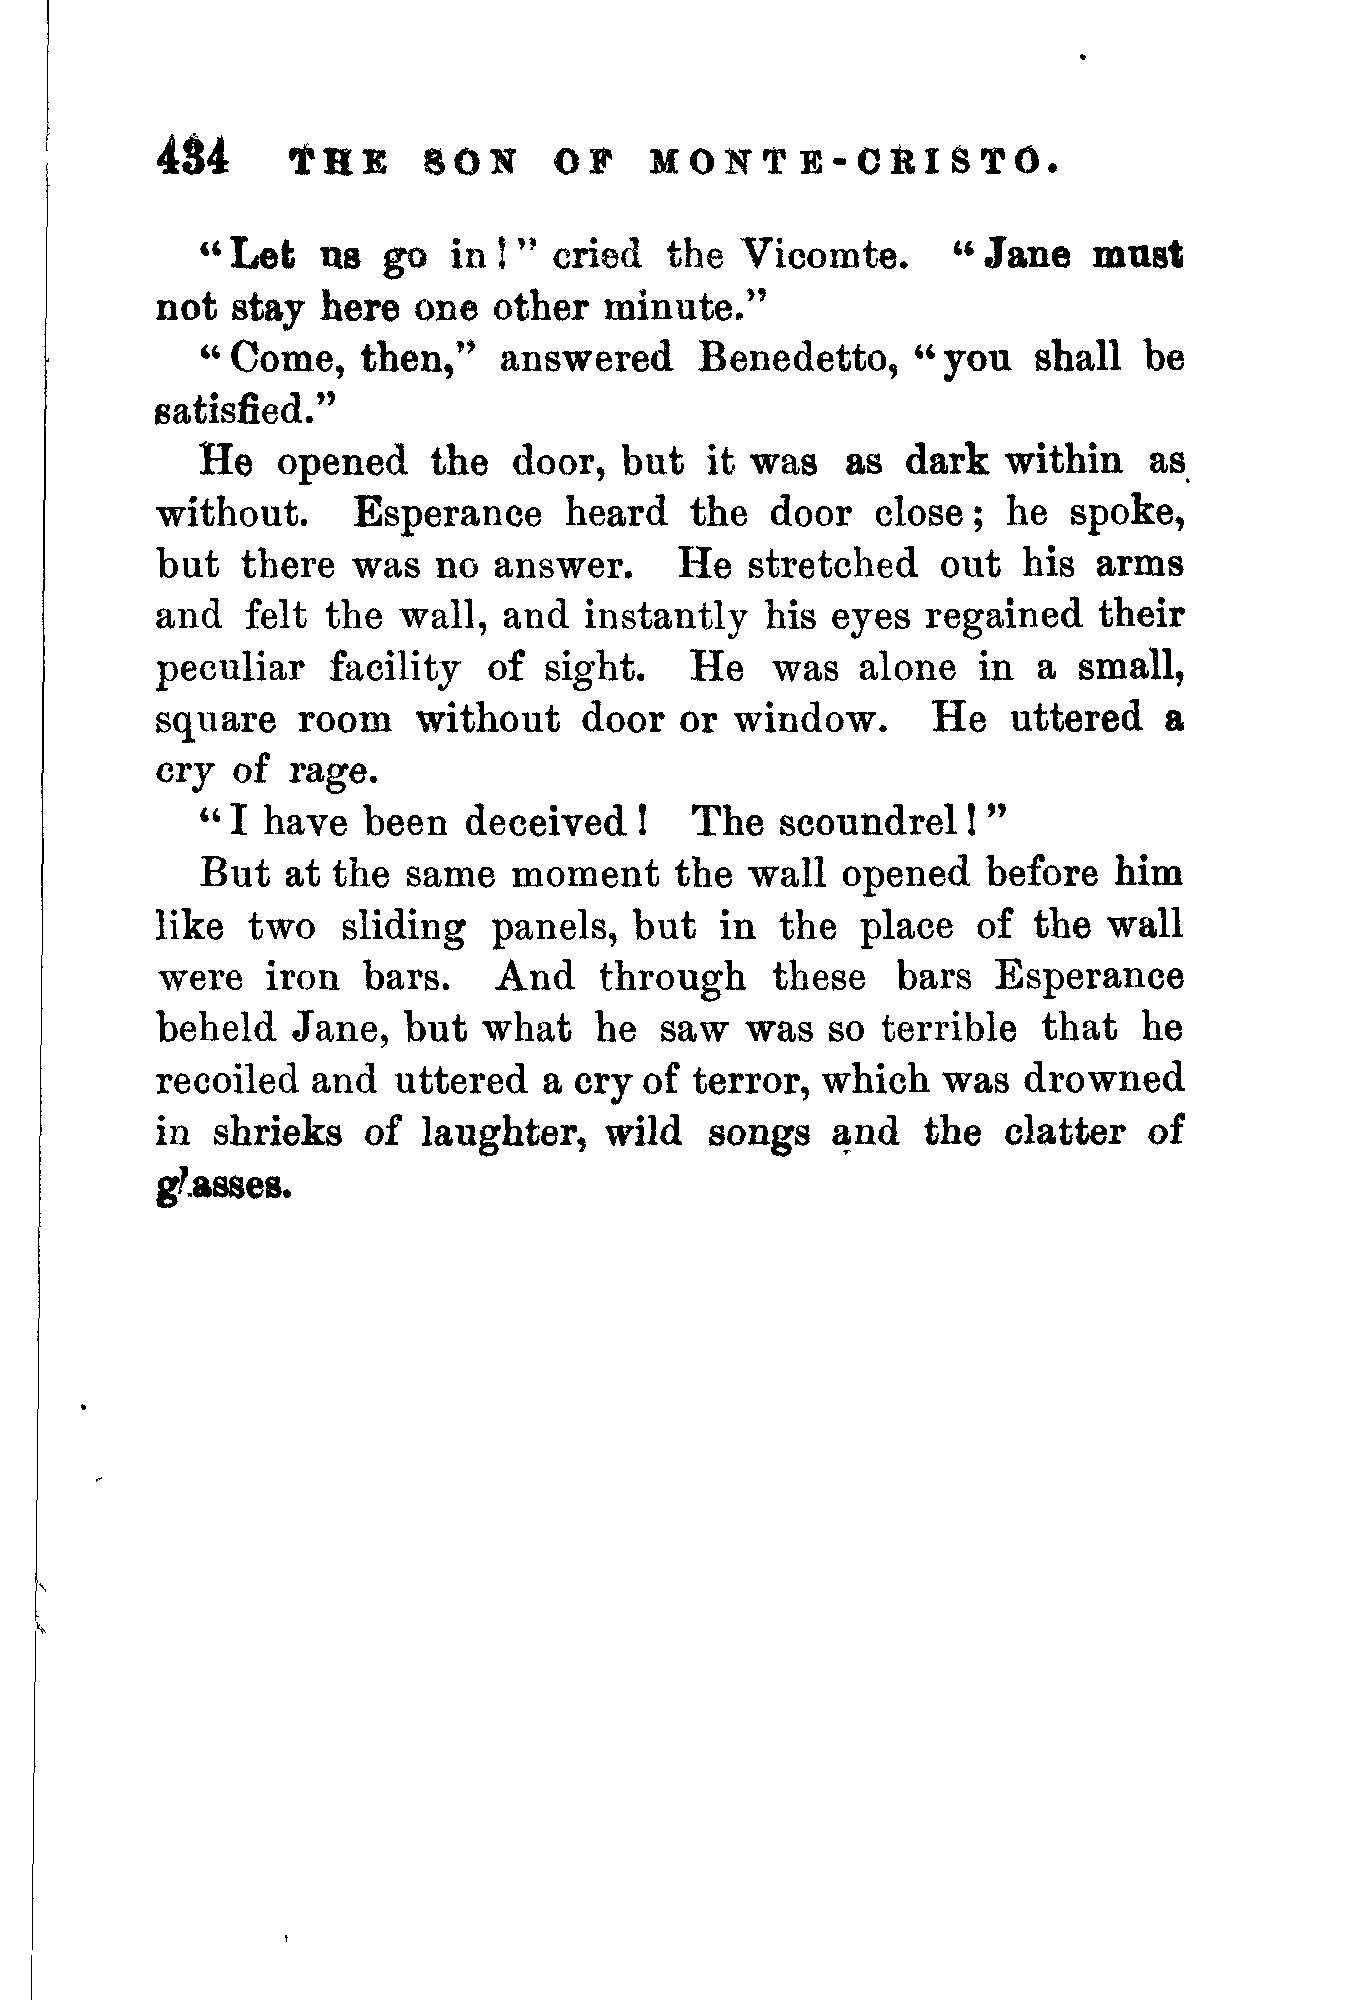 434 THE SON OF MONTE-CRISTO.
"Let us go in!" cried the Vicomte. "Jane must
not stay here one other minute."
"Come, then," answered Benedetto, "you shall be
satisfied."
He opened the door, but it was as dark within as
without. Esperance heard the door close; he spoke,
but there was no answer. He stretched out his arms
and felt the wall, and instantly his eyes regained their
peculiar facility of sight. He was alone in a small,
square room without door or window. He uttered a
cry of rage.
"I have been deceived! The scoundrel!"
But at the same moment the wall opened before him
like two sliding panels, but in the place of the wall
were iron bars. And through these bars Esperance
beheld Jane, but what he saw was so terrible that he
recoiled and uttered a cry of terror, which was drowned
in shrieks of laughter, wild songs and the clatter of
glasses.